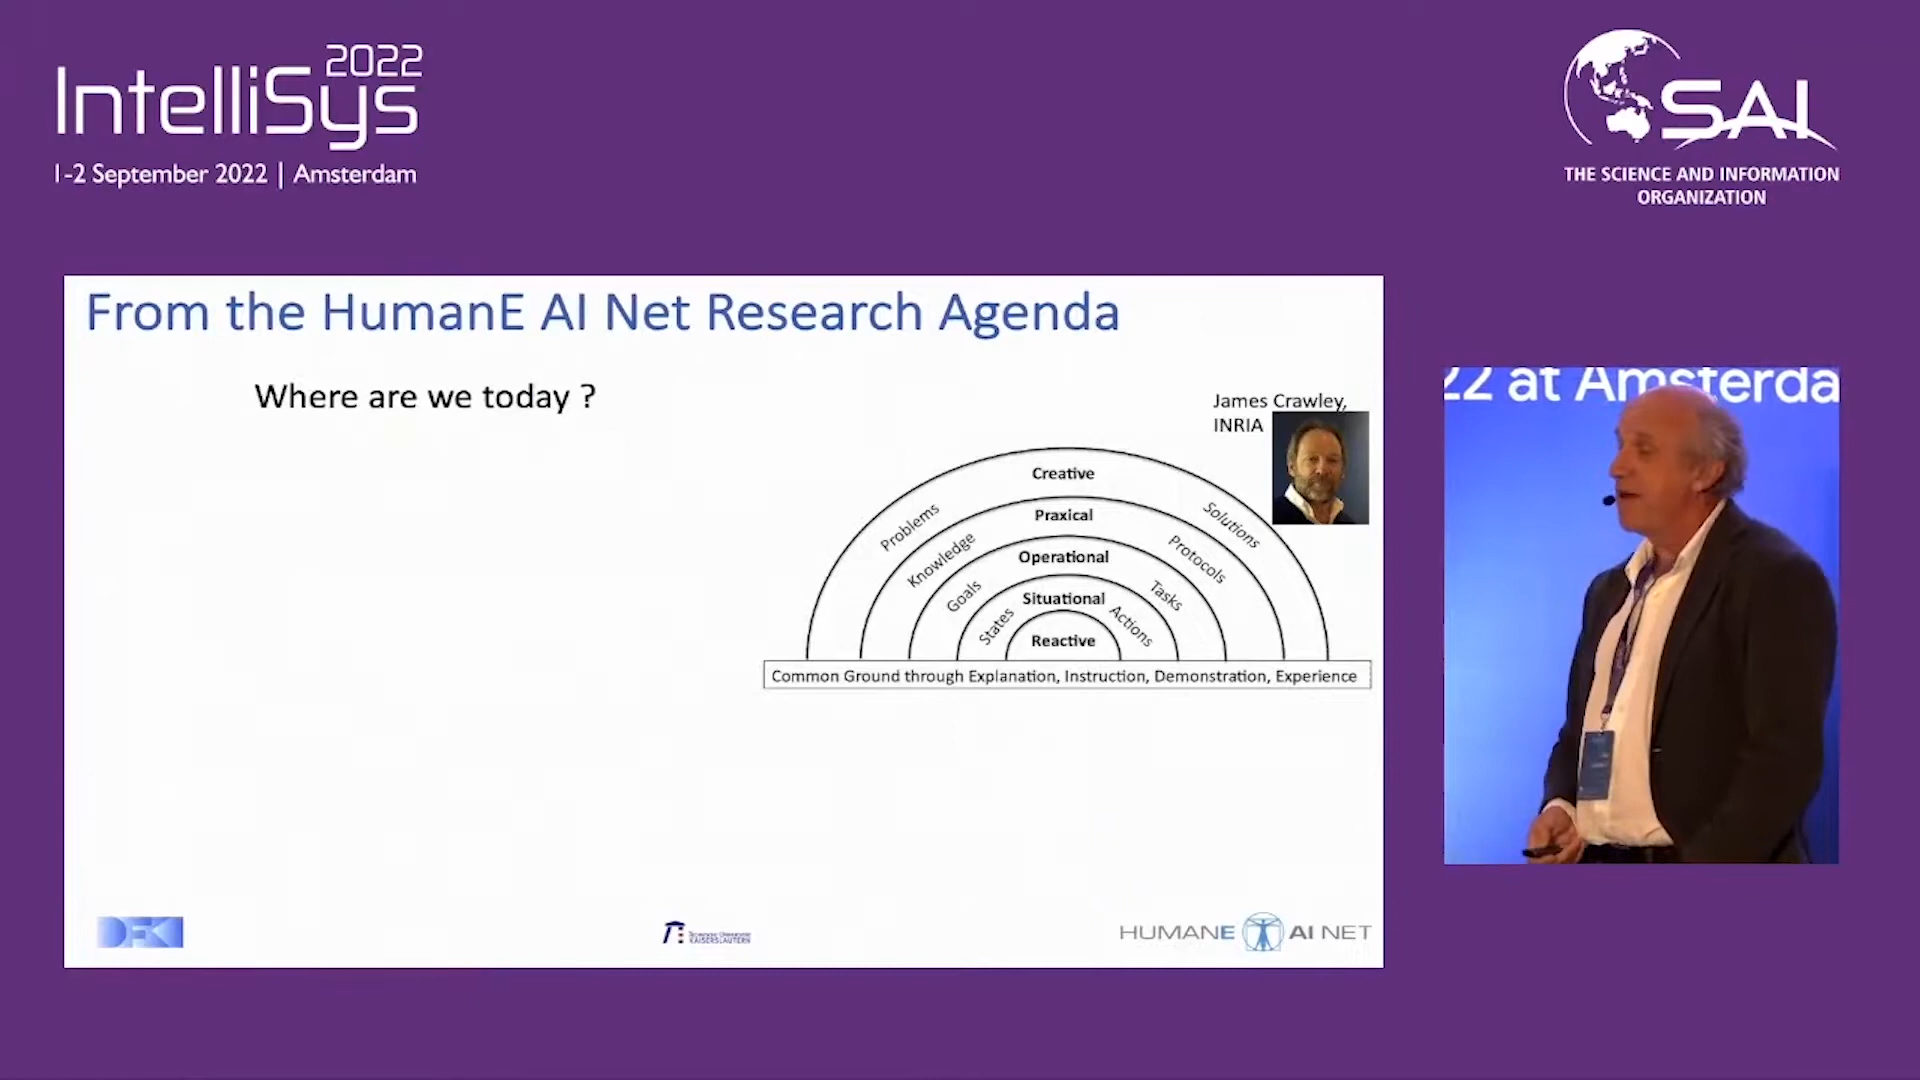 2022
IntelliSys
1-2 September 2022 | Amsterdam
SAI
THE SCIENCE AND INFORMATION
ORGANIZATION
From the HumanE AI Net Research Agenda
Where are we today ?
James Crawley,
INRIA
Creative
Problems
Solutions
Praxical
Knowledge
Protocols
Operational
Goals
Tasks
Situational
States
Actions
Reactive
Common Ground through Explanation, Instruction, Demonstration, Experience
DFKI
KAISERSLAUTERN
HUMANE AI NET
22 at Amsterda